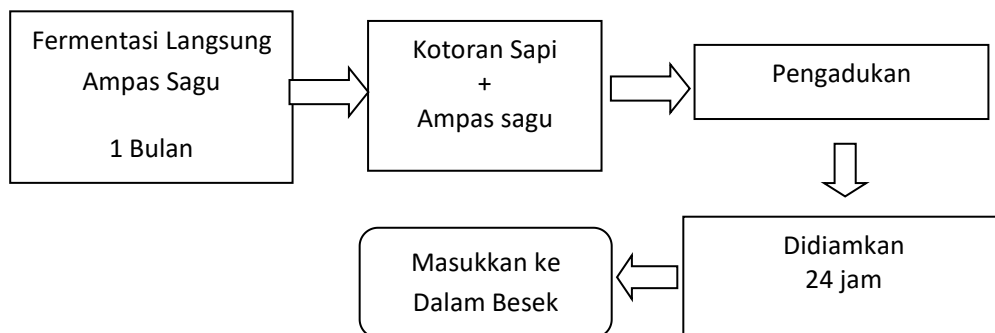 Fermentasi Langsung
Ampas Sagu
1 Bulan
Kotoran Sapi
+
Ampas sagu
Pengadukan
Didiamkan
24 jam
Masukkan ke
Dalam Besek